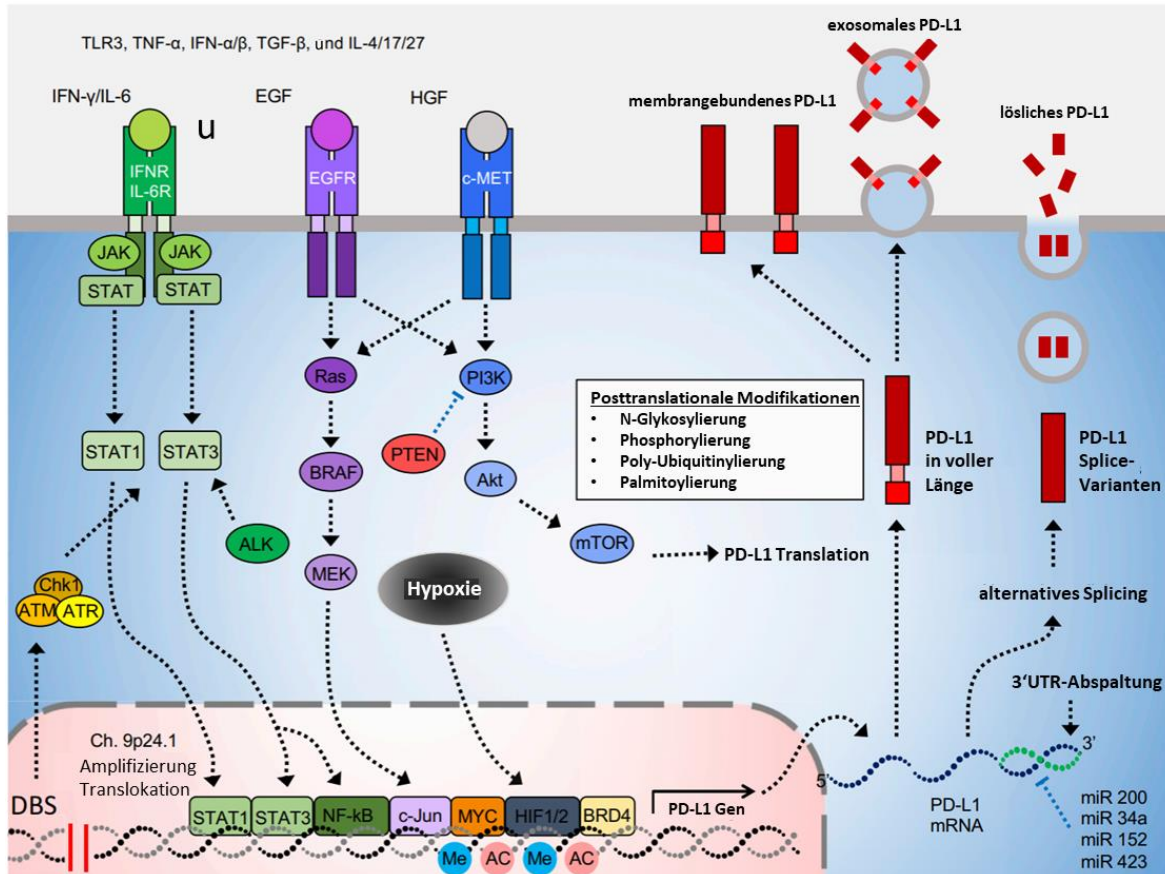 TLR3, TNF-α, IFN-α/β, TGF-β, und IL-4/17/27
IFN-γ/IL-6
u
EGF
HGF
membrangebundenes PD-L1
exosomales PD-L1
lösliches PD-L1
IFNR
IL-6R
EGFR
c-MET
JAK
JAK
STAT
STAT
Ras
PI3K
PTEN
STAT1
STAT3
BRAF
Akt
ALK
MEK
mTOR
PD-L1 Translation
Hypoxie
Chk1
ATM
ATR
Posttranslationale Modifikationen
• N-Glykosylierung
• Phosphorylierung
• Poly-Ubiquitinylierung
• Palmitoylierung
PD-L1
in voller
Länge
PD-L1
Splice-
Varianten
alternatives Splicing
3‘UTR-Abspaltung
3'
5'
PD-L1
mRNA
miR 200
miR 34a
miR 152
miR 423
Ch. 9p24.1
Amplifizierung
Translokation
DBS
STAT1
STAT3
NF-kB
c-Jun
MYC
HIF1/2
BRD4
PD-L1 Gen
Me
AC
Me
AC